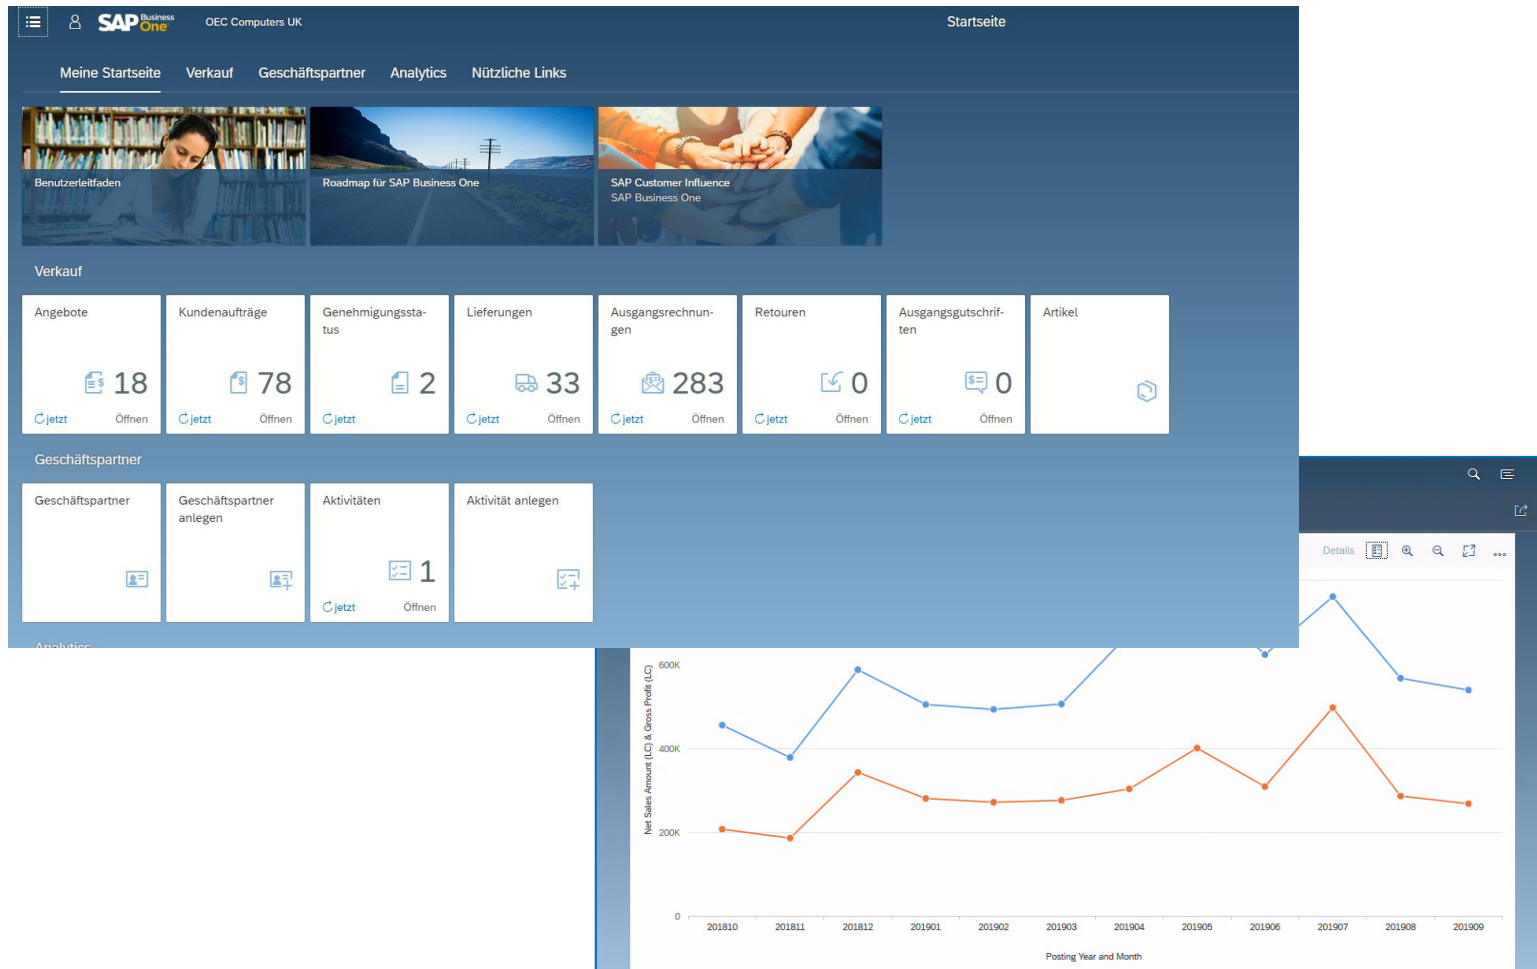 SAP Business One
OEC Computers UK
Startseite
Meine Startseite Verkauf Geschäftspartner Analytics Nützliche Links
Benutzerleitfaden
Roadmap für SAP Business One
SAP Customer Influence
SAP Business One
Verkauf
Angebote
18
jetzt Öffnen
Kundenaufträge
78
jetzt Öffnen
Genehmigungssta-
tus
2
jetzt
Lieferungen
33
jetzt Öffnen
Ausgangsrechnun-
gen
283
jetzt Öffnen
Retouren
0
jetzt Öffnen
Ausgangsgutschrif-
ten
0
jetzt Öffnen
Artikel
Geschäftspartner
Geschäftspartner
Geschäftspartner
anlegen
Aktivitäten
1
jetzt Öffnen
Aktivität anlegen
Analytics
Details
Net Sales Amount (LC) & Gross Profit (LC)
600K
400K
200K
0
201810 201811 201812 201901 201902 201903 201904 201905 201906 201907 201908 201909
Posting Year and Month